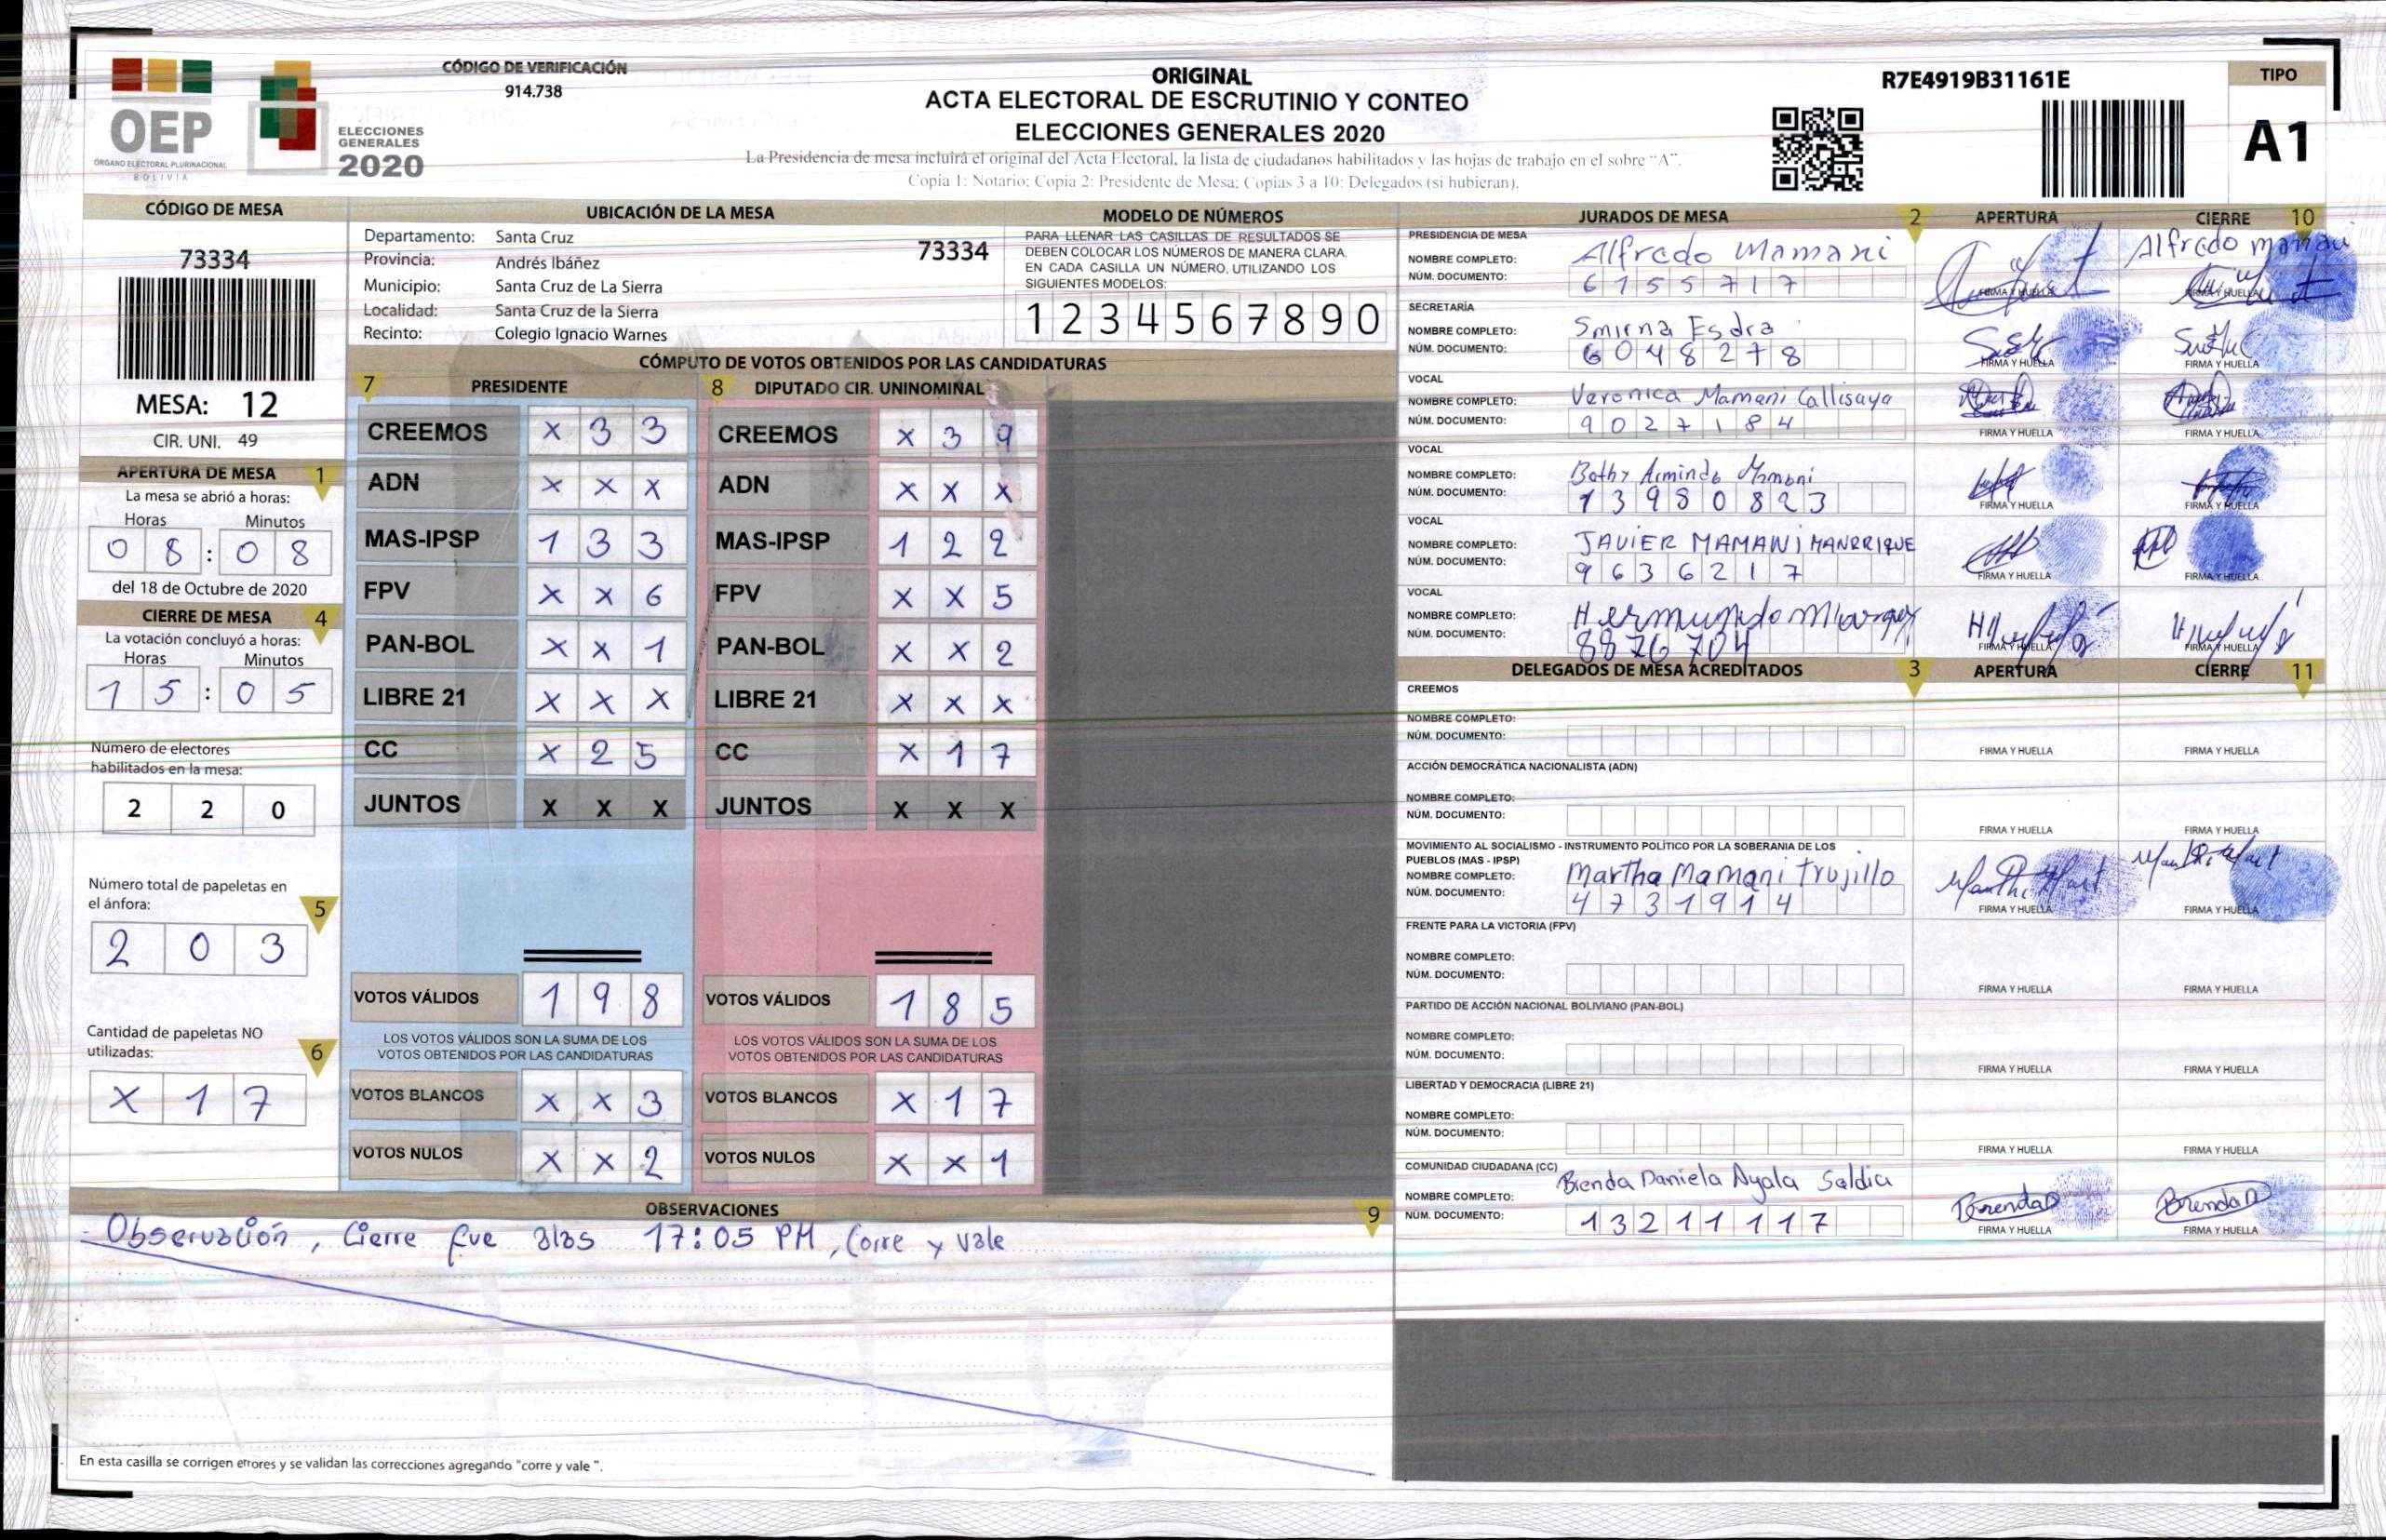 CÓDIGO DE VERIFICACIÓN
914.738
OEP
ÓRGANO ELECTORAL PLURINACIONAL
BOLIVIA
ELECCIONES
GENERALES
2020
ORIGINAL
ACTA ELECTORAL DE ESCRUTINIO Y CONTEO
ELECCIONES GENERALES 2020
La Presidencia de mesa incluirá el original del Acta Electoral, la lista de ciudadanos habilitados y las hojas de trabajo en el sobre “A”.
Copia 1: Notario; Copia 2: Presidente de Mesa; Copias 3 a 10: Delegados (si hubieran).
R7E4919B31161E
TIPO
A1
CÓDIGO DE MESA
73334
MESA: 12
CIR. UNI. 49
APERTURA DE MESA 1
La mesa se abrió a horas:
Horas Minutos
0 8 : 0 8
del 18 de Octubre de 2020
CIERRE DE MESA 4
La votación concluyó a horas:
Horas Minutos
1 5 : 0 5
Número de electores
habilitados en la mesa:
2 2 0
Número total de papeletas en
el ánfora: 5
2 0 3
Cantidad de papeletas NO
utilizadas: 6
X 1 7
UBICACIÓN DE LA MESA
Departamento: Santa Cruz 73334
Provincia: Andrés Ibáñez
Municipio: Santa Cruz de La Sierra
Localidad: Santa Cruz de la Sierra
Recinto: Colegio Ignacio Warnes
MODELO DE NÚMEROS
PARA LLENAR LAS CASILLAS DE RESULTADOS SE
DEBEN COLOCAR LOS NÚMEROS DE MANERA CLARA.
EN CADA CASILLA UN NÚMERO, UTILIZANDO LOS
SIGUIENTES MODELOS:
1 2 3 4 5 6 7 8 9 0
CÓMPUTO DE VOTOS OBTENIDOS POR LAS CANDIDATURAS
7 PRESIDENTE 8 DIPUTADO CIR. UNINOMINAL
CREEMOS X 3 3 CREEMOS X 3 9
ADN X X X ADN X X X
MAS-IPSP 1 3 3 MAS-IPSP 1 2 2
FPV X X 6 FPV X X 5
PAN-BOL X X 1 PAN-BOL X X 2
LIBRE 21 X X X LIBRE 21 X X X
CC X 2 5 CC X 1 7
JUNTOS X X X JUNTOS X X X
VOTOS VÁLIDOS 1 9 8 VOTOS VÁLIDOS 1 8 5
LOS VOTOS VÁLIDOS SON LA SUMA DE LOS LOS VOTOS VÁLIDOS SON LA SUMA DE LOS
VOTOS OBTENIDOS POR LAS CANDIDATURAS VOTOS OBTENIDOS POR LAS CANDIDATURAS
VOTOS BLANCOS X X 3 VOTOS BLANCOS X 1 7
VOTOS NULOS X X 2 VOTOS NULOS X X 1
OBSERVACIONES 9
Observación, Cierre fue alas 17:05 PM, Corre y vale
En esta casilla se corrigen errores y se validan las correcciones agregando "corre y vale ".
JURADOS DE MESA 2 APERTURA CIERRE 10
PRESIDENCIA DE MESA
NOMBRE COMPLETO: Alfredo Mamani Alfredo mamani
NÚM. DOCUMENTO: 6 1 5 5 7 1 7 FIRMA Y HUELLA FIRMA Y HUELLA
SECRETARÍA
NOMBRE COMPLETO: Smirna Esdra
NÚM. DOCUMENTO: 6 0 4 8 2 7 8 FIRMA Y HUELLA FIRMA Y HUELLA
VOCAL
NOMBRE COMPLETO: Veronica Mamani Callisaya
NÚM. DOCUMENTO: 9 0 2 7 1 8 4 FIRMA Y HUELLA FIRMA Y HUELLA
VOCAL
NOMBRE COMPLETO: Mamani
NÚM. DOCUMENTO: 1 3 9 8 0 8 2 3 FIRMA Y HUELLA FIRMA Y HUELLA
VOCAL
NOMBRE COMPLETO: JAVIER MAMANI MANRRIQUE
NÚM. DOCUMENTO: 9 6 3 6 2 1 7 FIRMA Y HUELLA FIRMA Y HUELLA
VOCAL
NOMBRE COMPLETO:
NÚM. DOCUMENTO: 8876704 FIRMA Y HUELLA FIRMA Y HUELLA
DELEGADOS DE MESA ACREDITADOS 3 APERTURA CIERRE 11
CREEMOS
NOMBRE COMPLETO:
NÚM. DOCUMENTO: FIRMA Y HUELLA FIRMA Y HUELLA
ACCIÓN DEMOCRÁTICA NACIONALISTA (ADN)
NOMBRE COMPLETO:
NÚM. DOCUMENTO: FIRMA Y HUELLA FIRMA Y HUELLA
MOVIMIENTO AL SOCIALISMO - INSTRUMENTO POLÍTICO POR LA SOBERANIA DE LOS
PUEBLOS (MAS - IPSP)
NOMBRE COMPLETO: Martha Mamani Trujillo
NÚM. DOCUMENTO: 4 7 3 1 9 1 4 FIRMA Y HUELLA FIRMA Y HUELLA
FRENTE PARA LA VICTORIA (FPV)
NOMBRE COMPLETO:
NÚM. DOCUMENTO: FIRMA Y HUELLA FIRMA Y HUELLA
PARTIDO DE ACCIÓN NACIONAL BOLIVIANO (PAN-BOL)
NOMBRE COMPLETO:
NÚM. DOCUMENTO: FIRMA Y HUELLA FIRMA Y HUELLA
LIBERTAD Y DEMOCRACIA (LIBRE 21)
NOMBRE COMPLETO:
NÚM. DOCUMENTO: FIRMA Y HUELLA FIRMA Y HUELLA
COMUNIDAD CIUDADANA (CC)
NOMBRE COMPLETO: Brenda Daniela Ayala Saldia
NÚM. DOCUMENTO: 1 3 2 1 1 1 1 7 FIRMA Y HUELLA FIRMA Y HUELLA